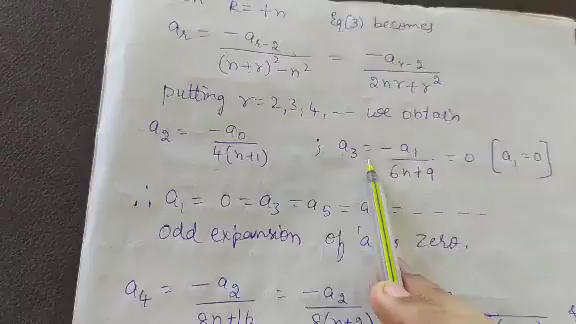 k = +n Eq(3) becomes
a_r = -a_{r-2} / (n+r)^2 - n^2 = -a_{r-2} / 2nr + r^2
putting r = 2, 3, 4, -- we obtain
a_2 = -a_0 / 4(n+1) ; a_3 = -a_1 / 6n+9 = 0 [a_1 = 0]
∴ a_1 = 0 = a_3 = a_5 = a = - - - -
Odd expansion of 'a' zero.
a_4 = -a_2 / 8n+16 = -a_2 / 8(n+2)